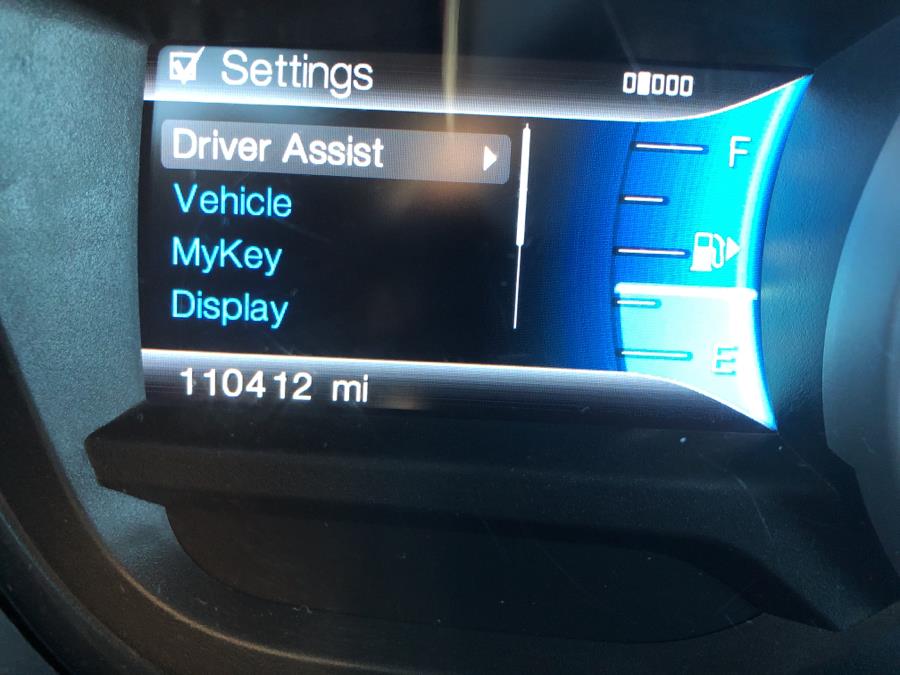 Settings
Driver Assist
Vehicle
MyKey
Display
110412 mi
F
E